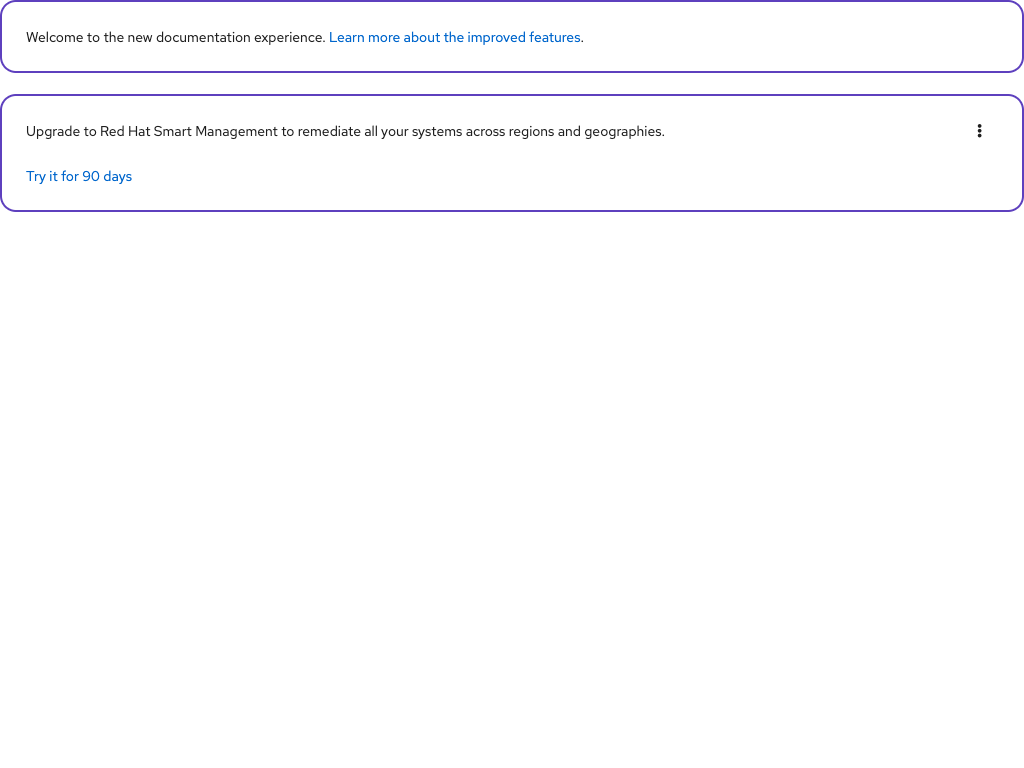 Welcome to the new documentation experience. Learn more about the improved features.
Upgrade to Red Hat Smart Management to remediate all your systems across regions and geographies.
Try it for 90 days